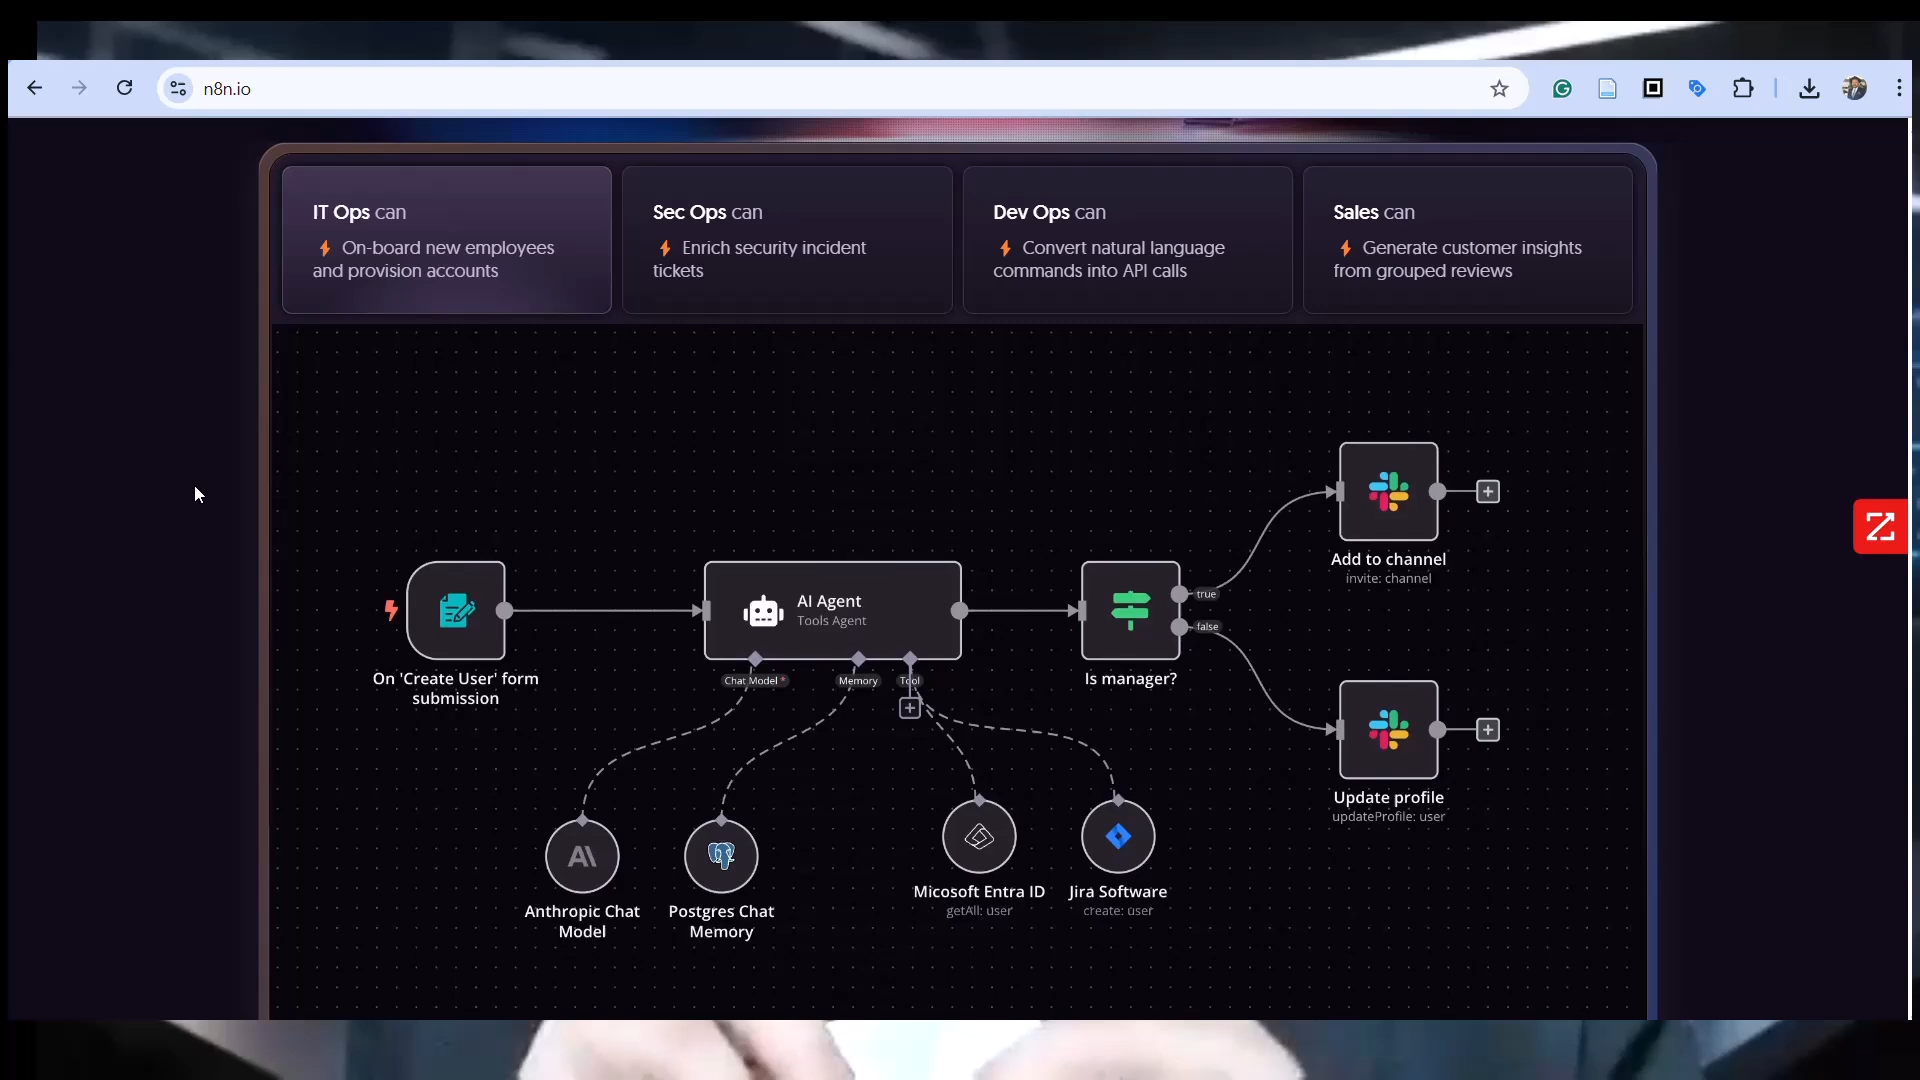 n8n.io
IT Ops can
On-board new employees
and provision accounts
Sec Ops can
Enrich security incident
tickets
Dev Ops can
Convert natural language
commands into API calls
Sales can
Generate customer insights
from grouped reviews
On 'Create User' form
submission
AI Agent
Tools Agent
Chat Model *
Memory
Tool
Anthropic Chat
Model
Postgres Chat
Memory
Micosoft Entra ID
getAll: user
Jira Software
create: user
Is manager?
true
false
Add to channel
invite: channel
Update profile
updateProfile: user